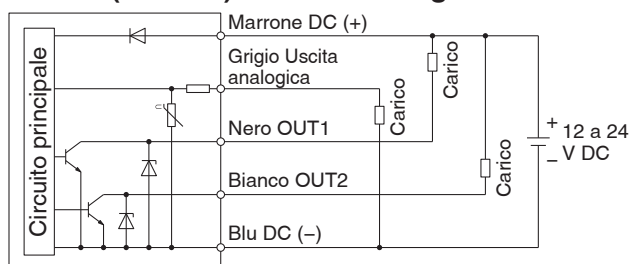 Marrone DC (+)
Grigio Uscita
analogica
Carico
Carico
Carico
Nero OUT1
Bianco OUT2
Blu DC (−)
Circuito principale
+
12 a 24
−
V DC